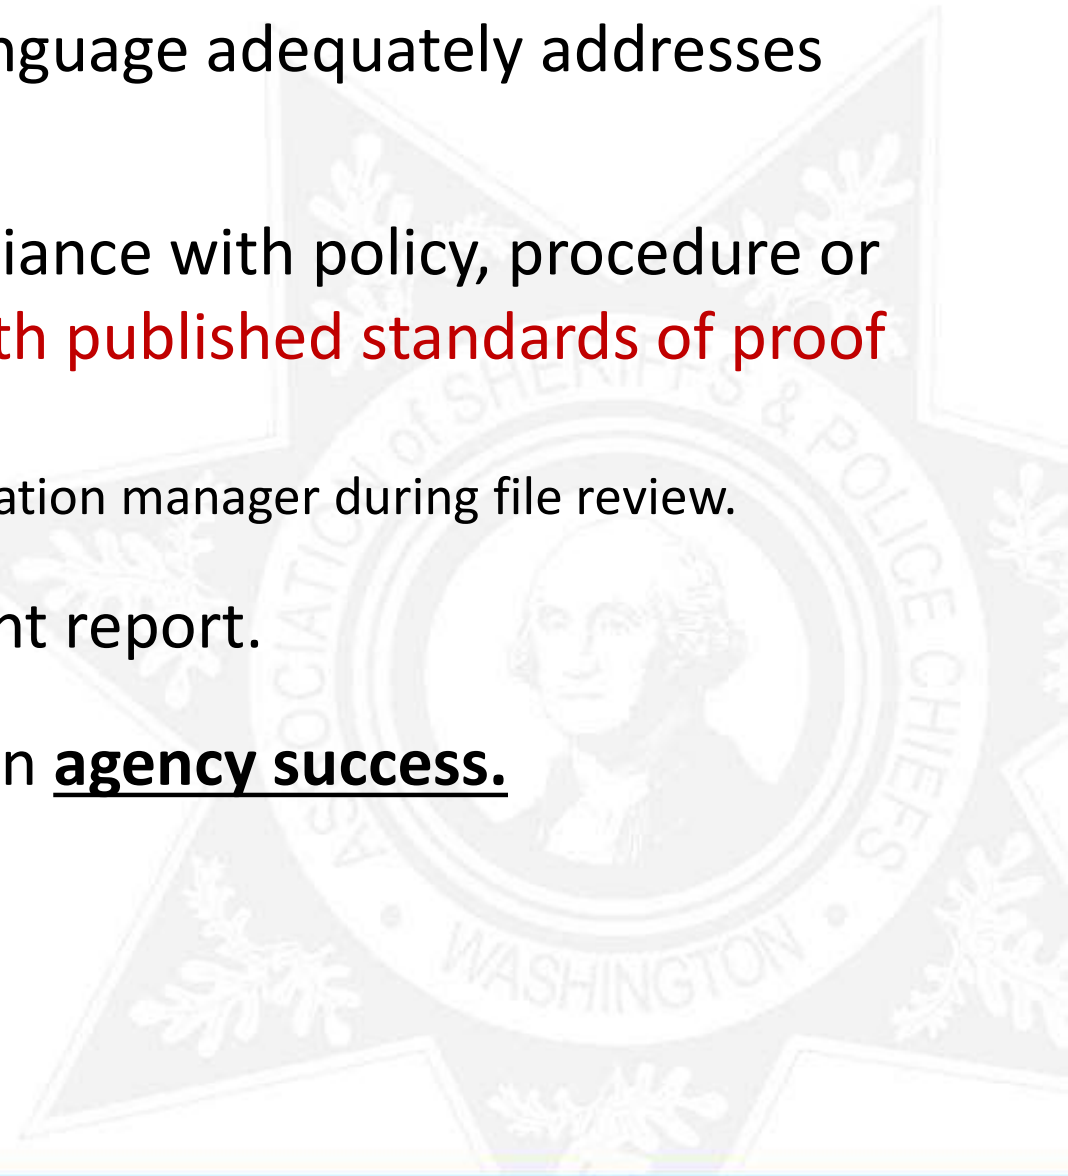 nguage adequately addresses
iance with policy, procedure or
th published standards of proof
ation manager during file review.
nt report.
n agency success.
ASSOCIATION of SHERIFFS & POLICE CHIEFS
WASHINGTON